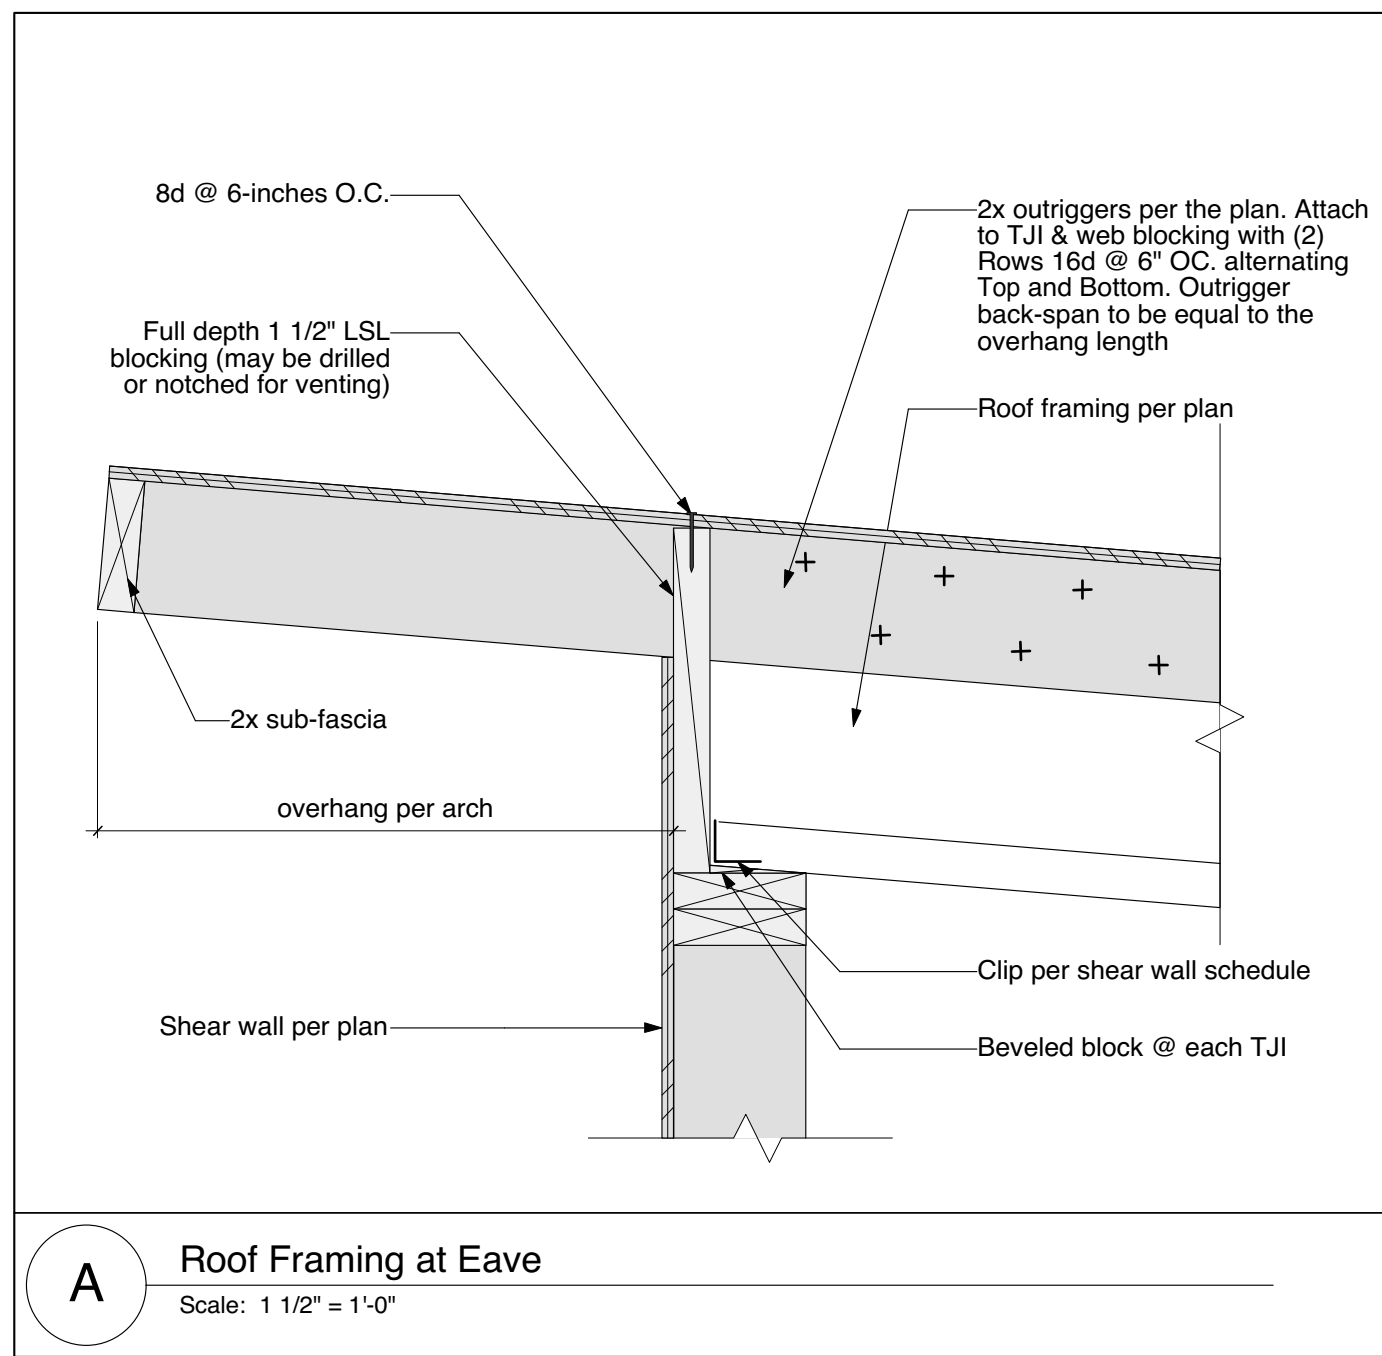 8d @ 6-inches O.C.
2x outriggers per the plan. Attach
to TJI & web blocking with (2)
Rows 16d @ 6" OC. alternating
Top and Bottom. Outrigger
back-span to be equal to the
overhang length
Full depth 1 1/2" LSL
blocking (may be drilled
or notched for venting)
Roof framing per plan
2x sub-fascia
overhang per arch
Clip per shear wall schedule
Shear wall per plan
Beveled block @ each TJI
A
Roof Framing at Eave
Scale: 1 1/2" = 1'-0"